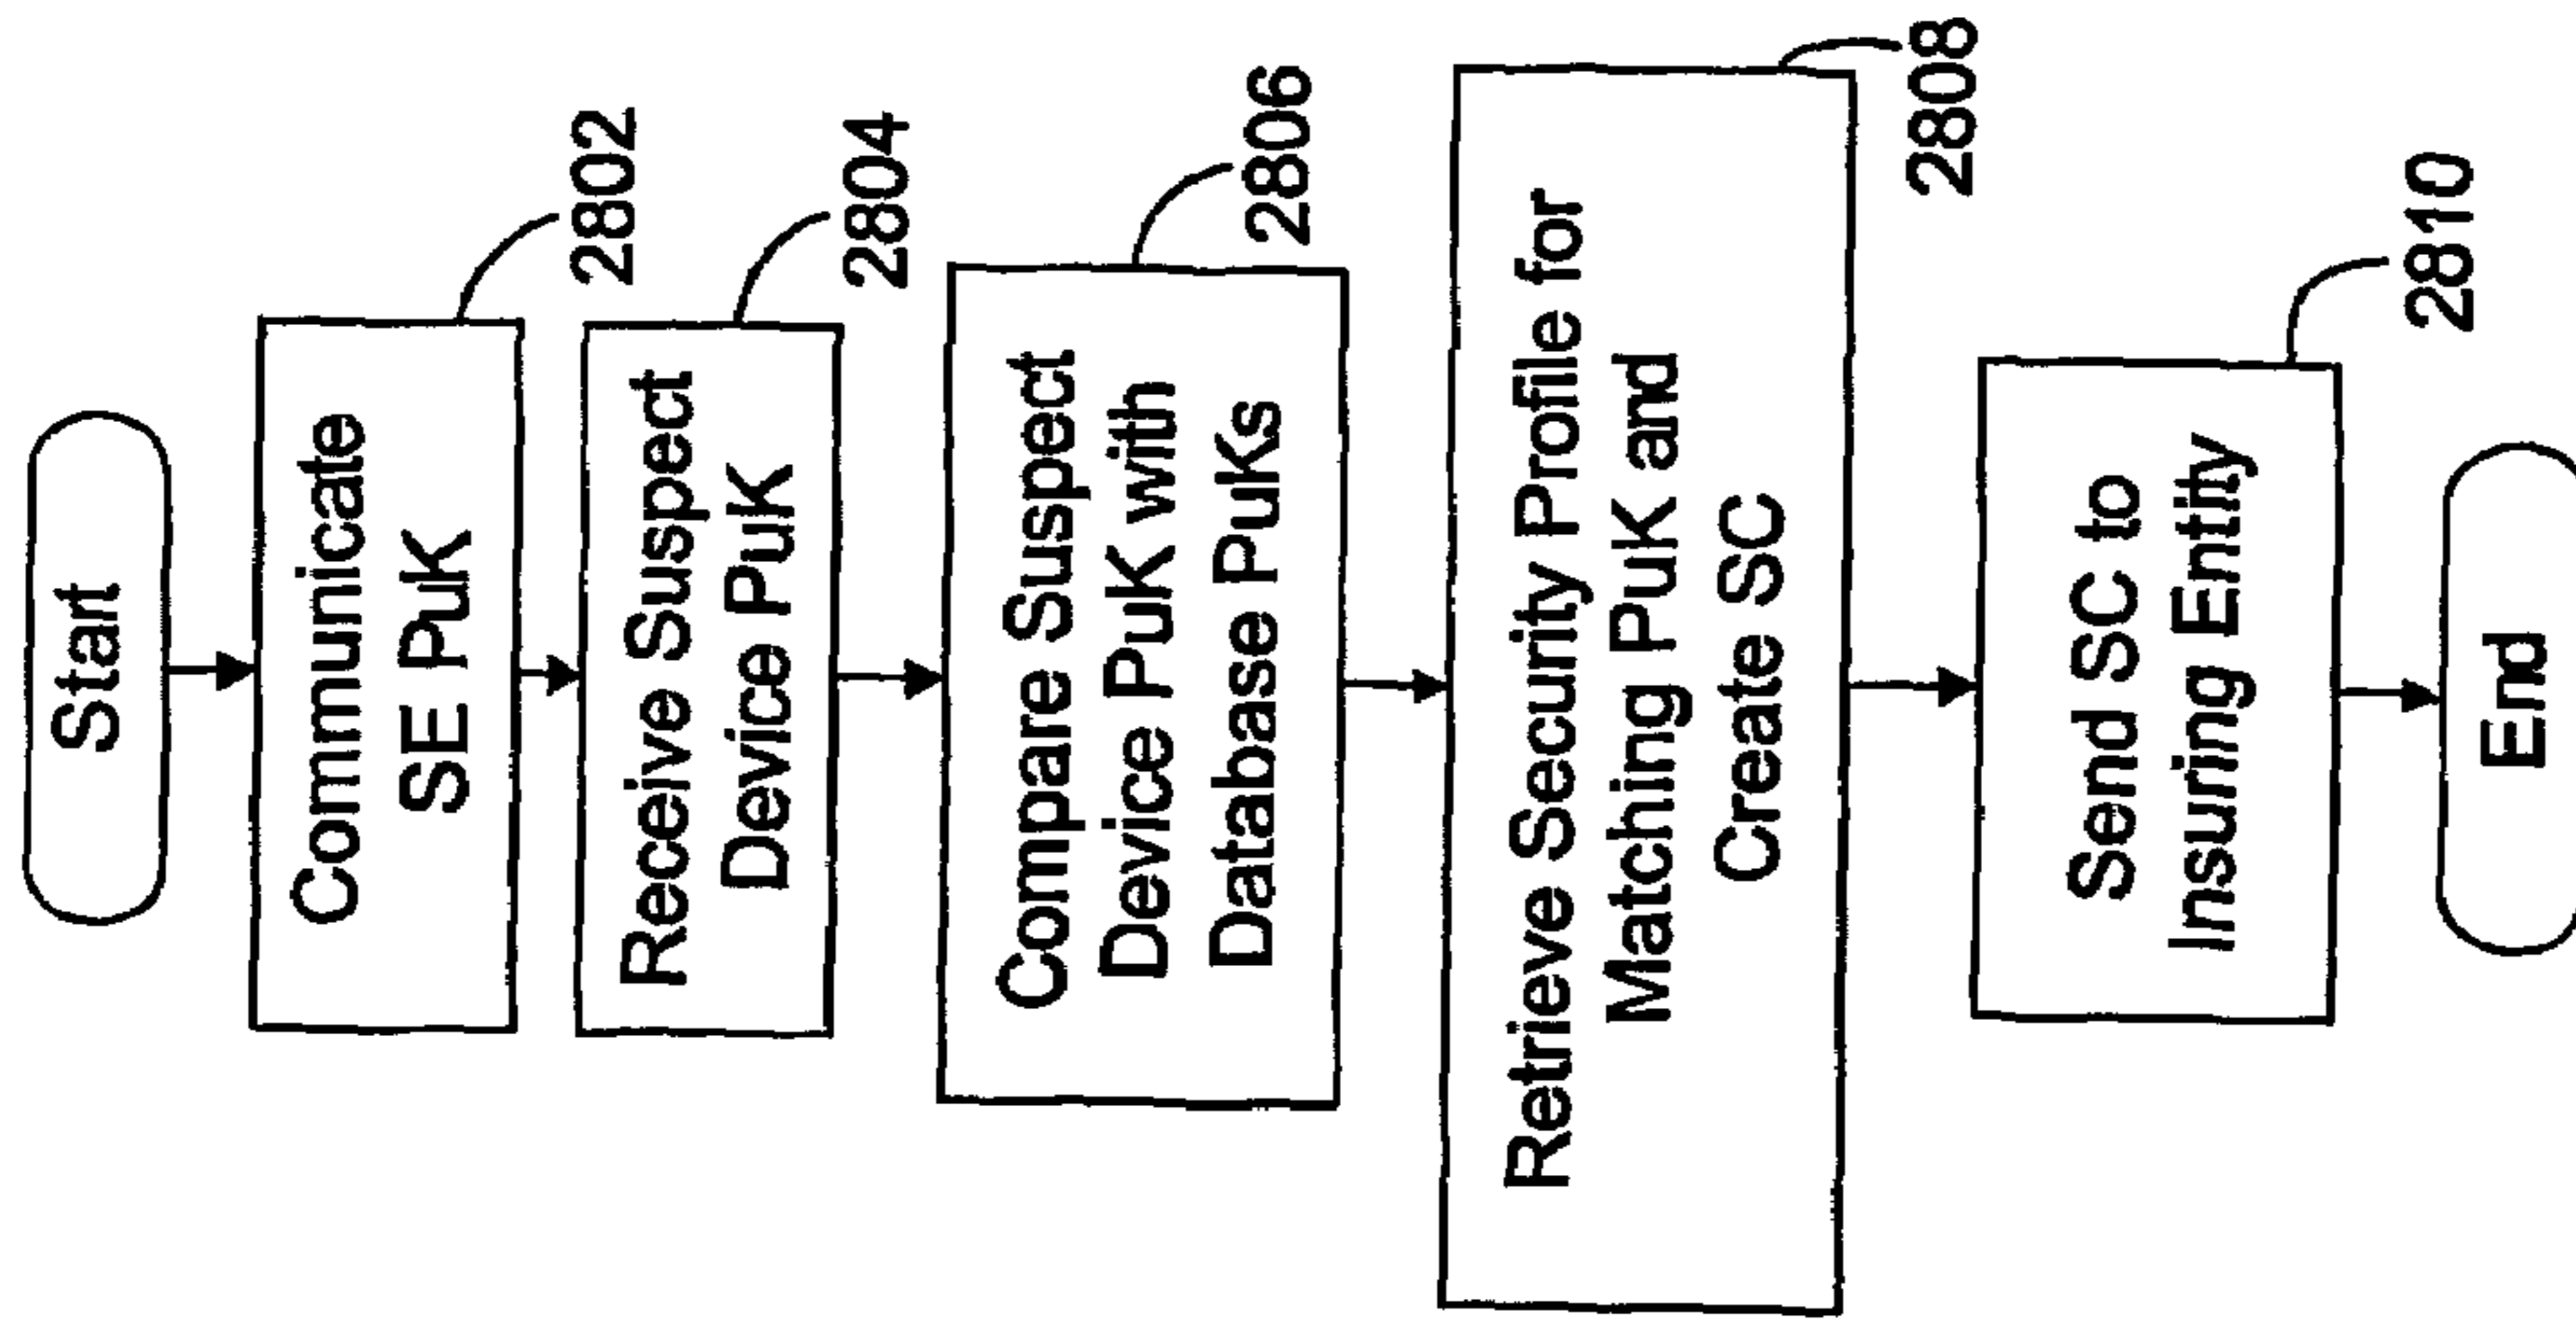 Start
Communicate
SE PuK
2802
Receive Suspect
Device PuK
2804
Compare Suspect
Device PuK with
Database PuKs
2806
Retrieve Security Profile for
Matching PuK and
Create SC
2808
Send SC to
Insuring Entity
2810
End